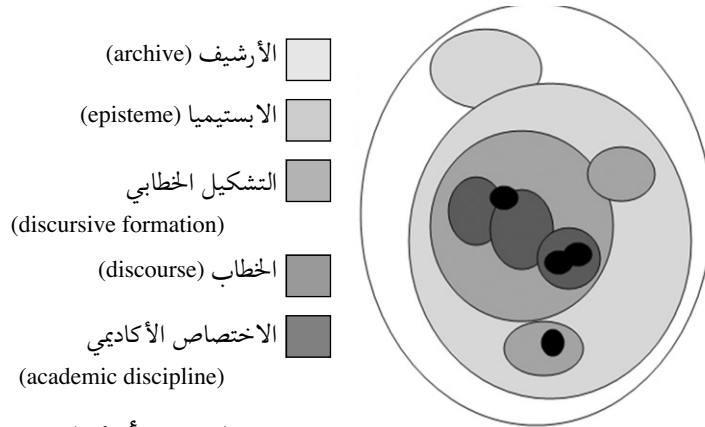 الأرشيف (archive)
الابستيميا (episteme)
التشكيل الخطابي
(discursive formation)
الخطاب (discourse)
الاختصاص الأكاديمي
(academic discipline)